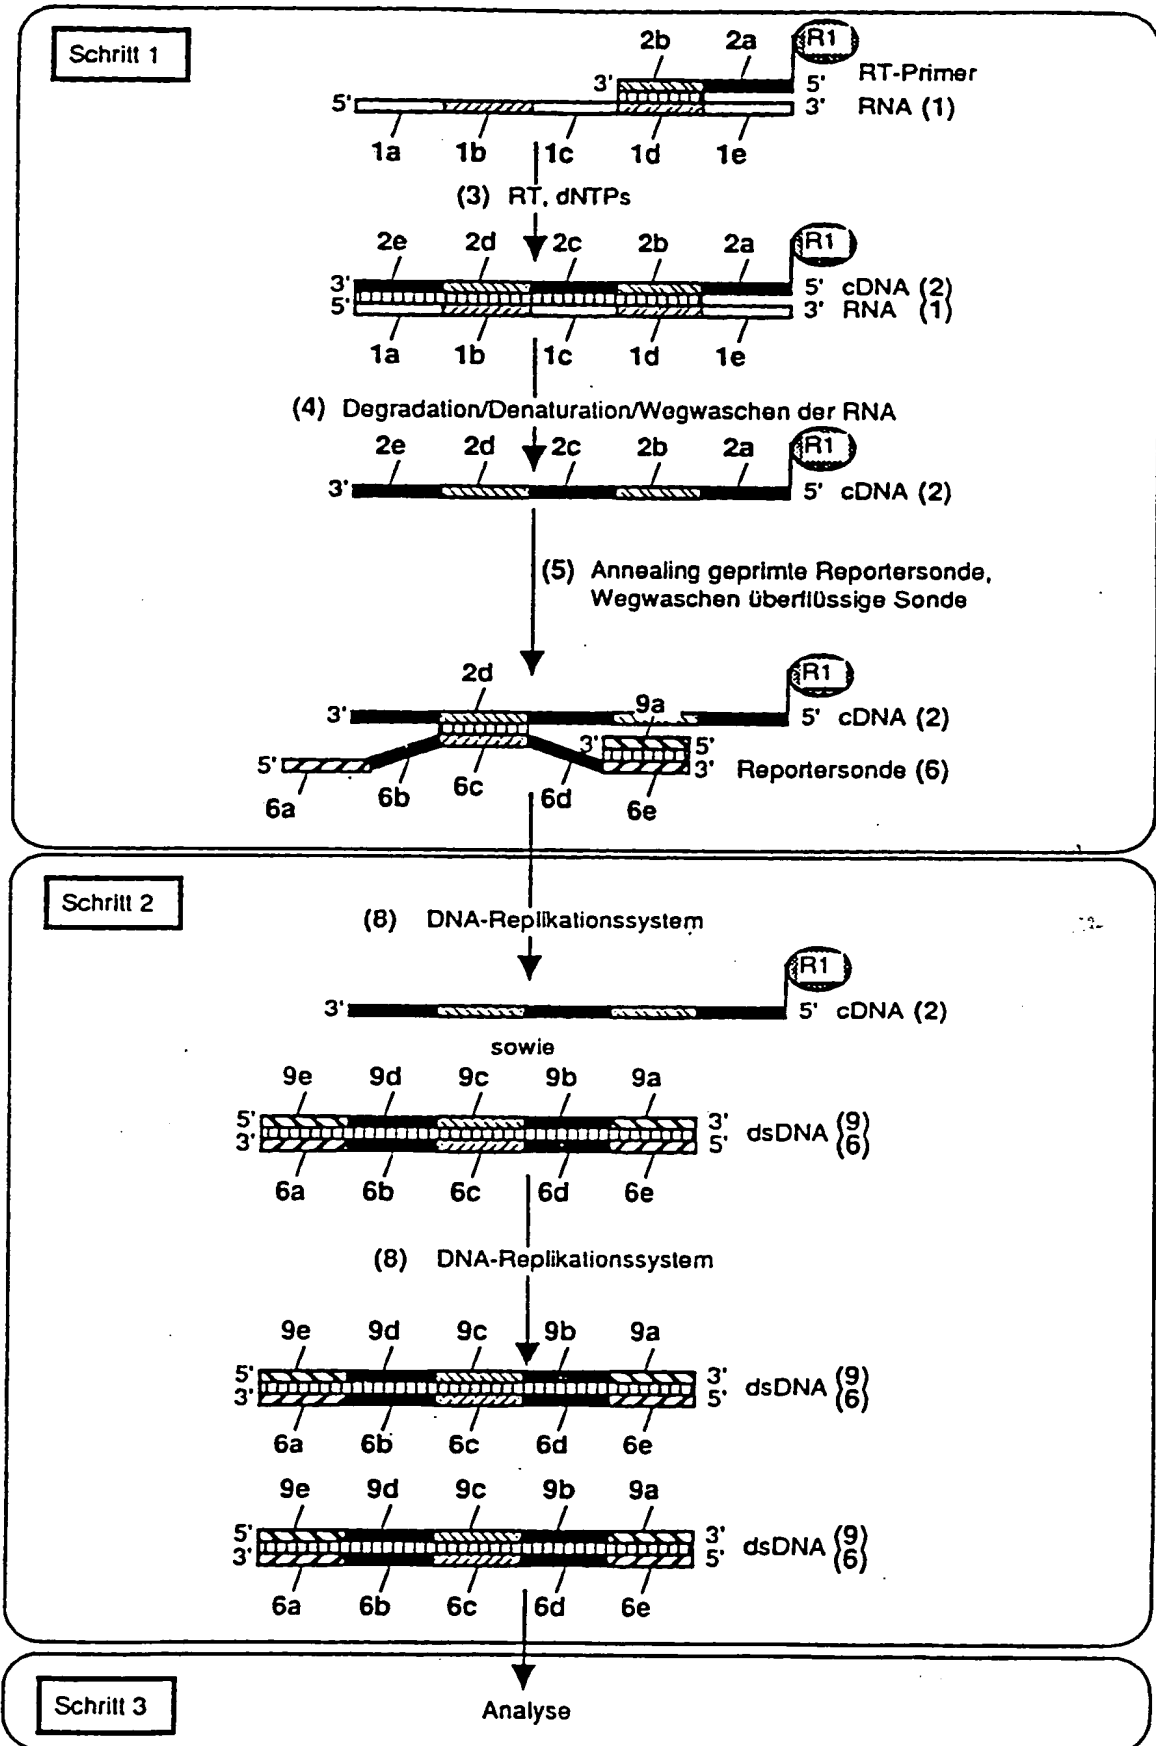 Schritt 1
R1
2b 2a
3' 5' RT-Primer
5' 3' RNA (1)
1a 1b 1c 1d 1e
(3) RT, dNTPs
R1
2e 2d 2c 2b 2a
3' 5' cDNA (2)
5' 3' RNA (1)
1a 1b 1c 1d 1e
(4) Degradation/Denaturation/Wegwaschen der RNA
R1
2e 2d 2c 2b 2a
3' 5' cDNA (2)
(5) Annealing geprimte Reportersonde,
Wegwaschen überflüssige Sonde
R1
2d
9a
3' 5' cDNA (2)
3' 5'
5' 3' Reportersonde (6)
6a 6b 6c 6d 6e
Schritt 2
(8) DNA-Replikationssystem
R1
3' 5' cDNA (2)
sowie
9e 9d 9c 9b 9a
5' 3' dsDNA (9)
3' 5' (6)
6a 6b 6c 6d 6e
(8) DNA-Replikationssystem
9e 9d 9c 9b 9a
5' 3' dsDNA (9)
3' 5' (6)
6a 6b 6c 6d 6e
9e 9d 9c 9b 9a
5' 3' dsDNA (9)
3' 5' (6)
6a 6b 6c 6d 6e
Schritt 3
Analyse